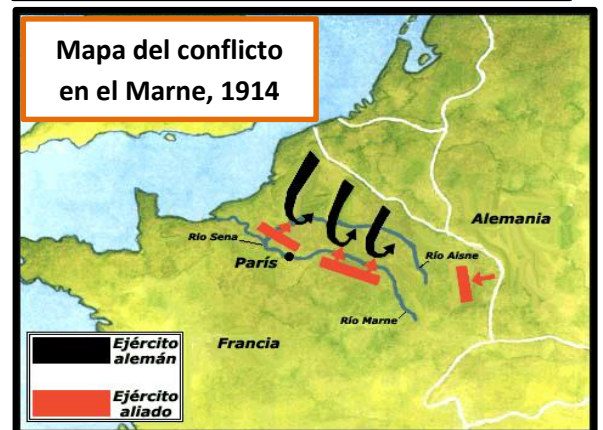 Mapa del conflicto
en el Marne, 1914
Alemania
Río Sena
París
Río Aisne
Río Marne
Francia
Ejército
alemán
Ejército
aliado